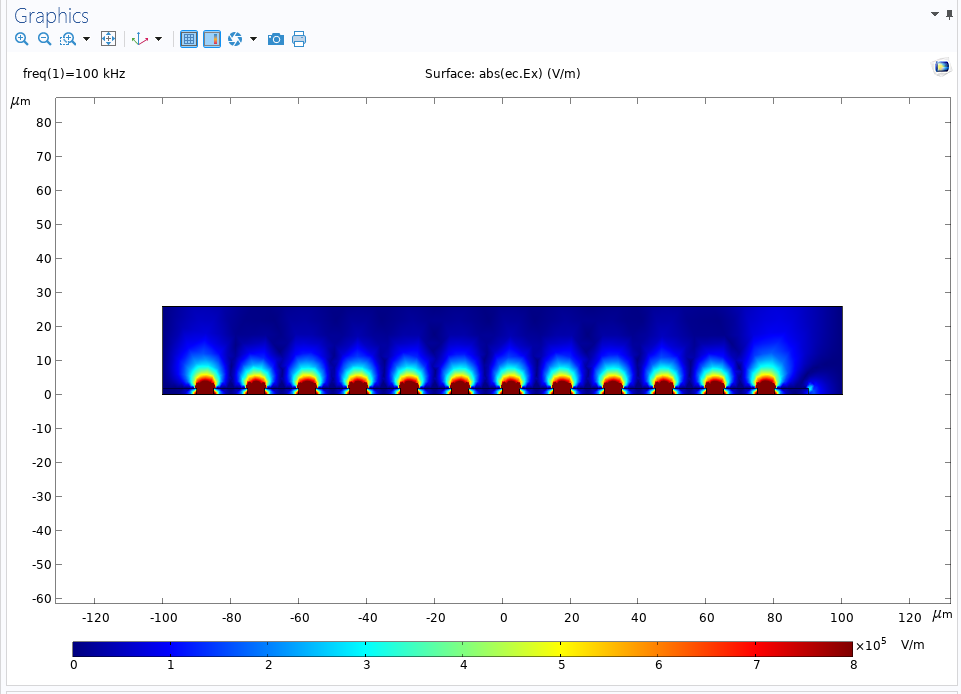 Graphics
freq(1)=100 kHz
Surface: abs(ec.Ex) (V/m)
μm
80
70
60
50
40
30
20
10
0
-10
-20
-30
-40
-50
-60
-120 -100 -80 -60 -40 -20 0 20 40 60 80 100 120 μm
×10⁵ V/m
0 1 2 3 4 5 6 7 8